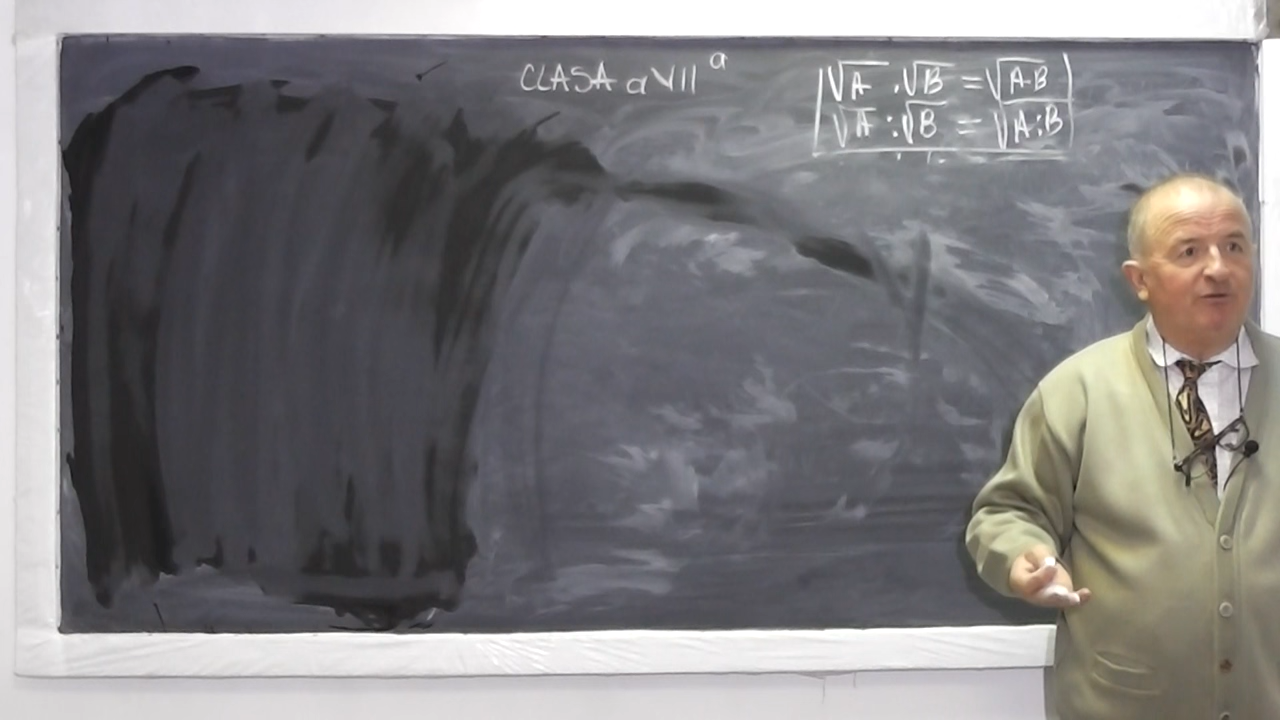 CLASA a VII a
√A · √B = √A·B
√A : √B = √A:B